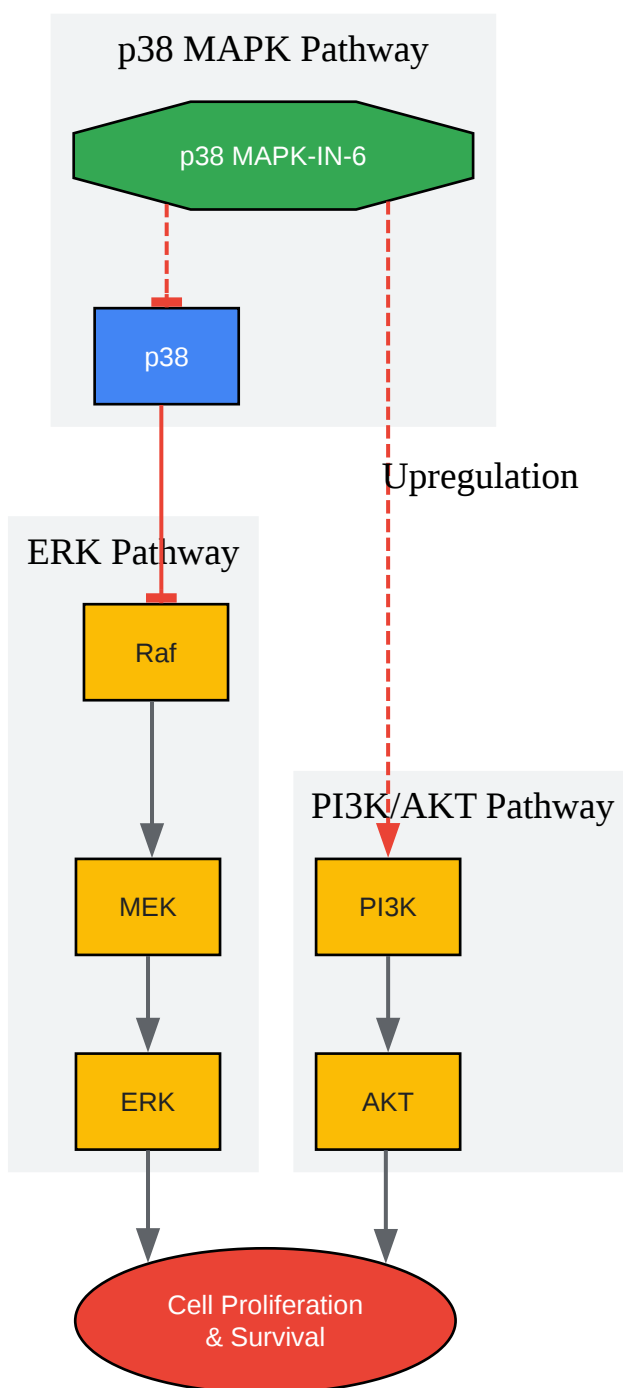 p38 MAPK Pathway
p38 MAPK-IN-6
p38
Upregulation
ERK Pathway
Raf
PI3K/AKT Pathway
MEK
PI3K
ERK
AKT
Cell Proliferation
& Survival